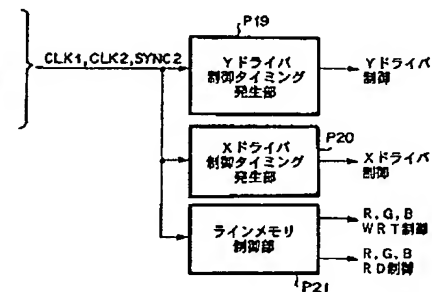 P19
CLK1,CLK2,SYNC2
Yドライバ
制御タイミング
発生部
Yドライバ
制御
P20
Xドライバ
制御タイミング
発生部
Xドライバ
制御
ラインメモリ
制御部
R,G,B
WRT制御
R,G,B
RD制御
P21